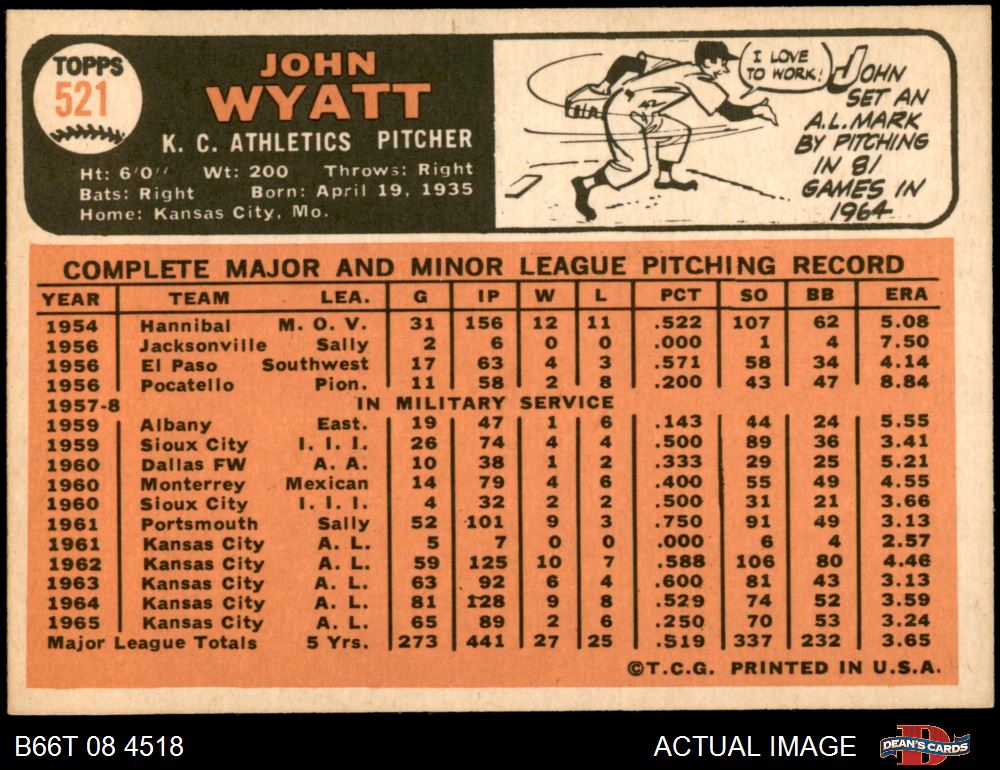 TOPPS
521
JOHN
WYATT
K. C. ATHLETICS PITCHER
Ht: 6'0'' Wt: 200 Throws: Right
Bats: Right Born: April 19, 1935
Home: Kansas City, Mo.
I LOVE
TO WORK!
42
JOHN
SET AN
A.L. MARK
BY PITCHING
IN 81
GAMES IN
1964
COMPLETE MAJOR AND MINOR LEAGUE PITCHING RECORD
YEAR TEAM LEA. G IP W L PCT SO BB ERA
1954 Hannibal M. O. V. 31 156 12 11 .522 107 62 5.08
1956 Jacksonville Sally 2 6 0 0 .000 1 4 7.50
1956 El Paso Southwest 17 63 4 3 .571 58 34 4.14
1956 Pocatello Pion. 11 58 2 8 .200 43 47 8.84
1957-8 IN MILITARY SERVICE
1959 Albany East. 19 47 1 6 .143 44 24 5.55
1959 Sioux City I. I. I. 26 74 4 4 .500 89 36 3.41
1960 Dallas FW A. A. 10 38 1 2 .333 29 25 5.21
1960 Monterrey Mexican 14 79 4 6 .400 55 49 4.55
1960 Sioux City I. I. I. 4 32 2 2 .500 31 21 3.66
1961 Portsmouth Sally 52 101 9 3 .750 91 49 3.13
1961 Kansas City A. L. 5 7 0 0 .000 6 4 2.57
1962 Kansas City A. L. 59 125 10 7 .588 106 80 4.46
1963 Kansas City A. L. 63 92 6 4 .600 81 43 3.13
1964 Kansas City A. L. 81 128 9 8 .529 74 52 3.59
1965 Kansas City A. L. 65 89 2 6 .250 70 53 3.24
Major League Totals 5 Yrs. 273 441 27 25 .519 337 232 3.65
©T.C.G. PRINTED IN U.S.A.
B66T 08 4518
ACTUAL IMAGE
D
DEAN'S CARDS